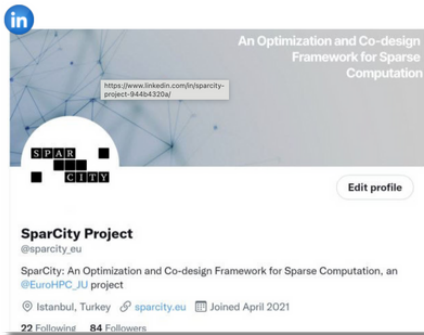 in
An Optimization and Co-design
Framework for Sparse
Computation
https://www.linkedin.com/in/sparcity-
project-944b4320a/
SPAR
CITY
Edit profile
SparCity Project
@sparcity_eu
SparCity: An Optimization and Co-design Framework for Sparse Computation, an
@EuroHPC_JU project
Istanbul, Turkey sparcity.eu Joined April 2021
22 Following 84 Followers